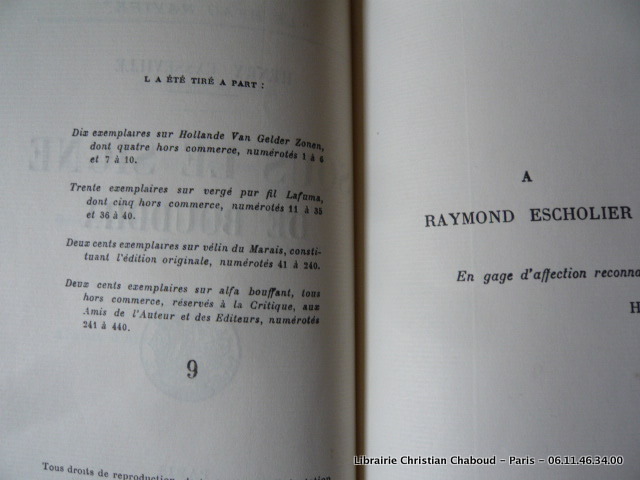 L A ÉTÉ TIRÉ A PART :
Dix exemplaires sur Hollande Van Gelder Zonen,
dont quatre hors commerce, numérotés 1 à 6
et 7 à 10.
Trente exemplaires sur vergé pur fil Lafuma,
dont cinq hors commerce, numérotés 11 à 35
et 36 à 40.
Deux cents exemplaires sur vélin du Marais, consti-
tuant l'édition originale, numérotés 41 à 240.
Deux cents exemplaires sur alfa bouffant, tous
hors commerce, réservés à la Critique, aux
Amis de l'Auteur et des Editeurs, numérotés
241 à 440.
9
Tous droits de reproduction
A
RAYMOND ESCHOLIER
En gage d'affection reconna
H
Librairie Christian Chaboud - Paris - 06.11.46.34.00